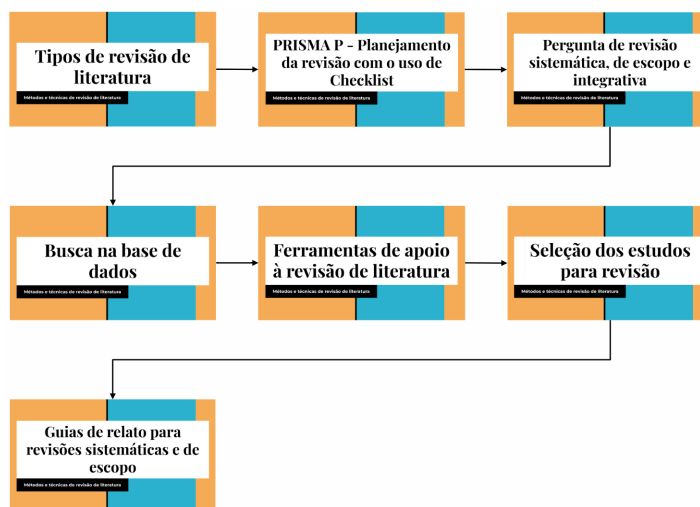 Tipos de revisão de
literatura
Métodos e técnicas de revisão de literatura
PRISMA P - Planejamento
da revisão com o uso de
Checklist
Métodos e técnicas de revisão de literatura
Pergunta de revisão
sistemática, de escopo e
integrativa
Métodos e técnicas de revisão de literatura
Busca na base de
dados
Métodos e técnicas de revisão de literatura
Ferramentas de apoio
à revisão de literatura
Métodos e técnicas de revisão de literatura
Seleção dos estudos
para revisão
Métodos e técnicas de revisão de literatura
Guias de relato para
revisões sistemáticas e de
escopo
Métodos e técnicas de revisão de literatura